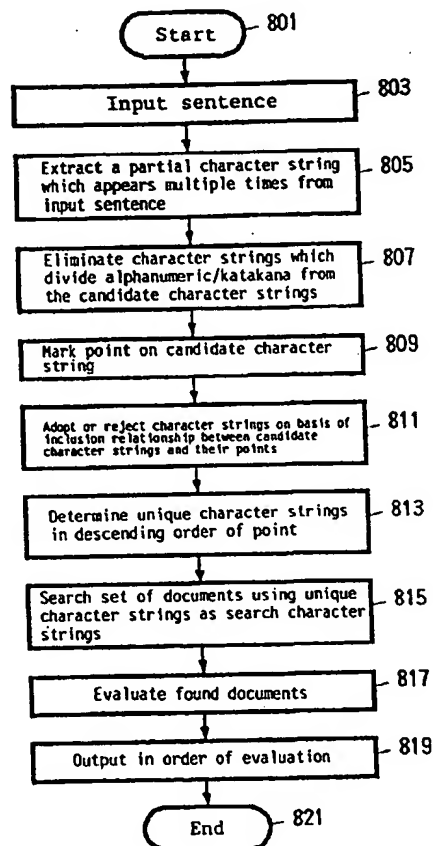 Start
801
Input sentence
803
Extract a partial character string
which appears multiple times from
input sentence
805
Eliminate character strings which
divide alphanumeric/katakana from
the candidate character strings
807
Mark point on candidate character
string
809
Adopt or reject character strings on basis of
inclusion relationship between candidate
character strings and their points
811
Determine unique character strings
in descending order of point
813
Search set of documents using unique
character strings as search character
strings
815
Evaluate found documents
817
Output in order of evaluation
819
End
821